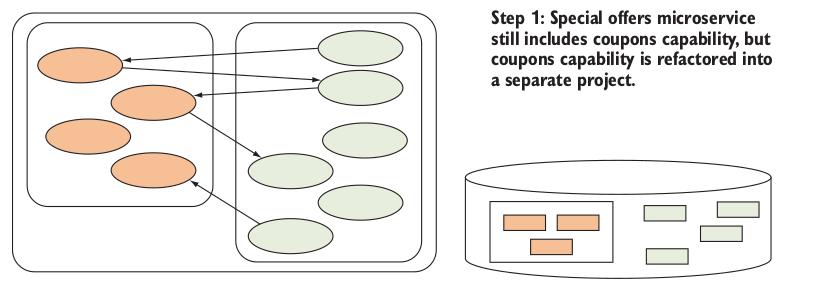 Step 1: Special offers microservice
still includes coupons capability, but
coupons capability is refactored into
a separate project.